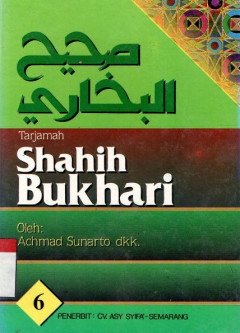 صحيح
البخاري
Tarjamah
Shahih
Bukhari
Oleh:
Achmad Sunarto dkk.
6
PENERBIT: CV. ASY SYIFA'-SEMARANG